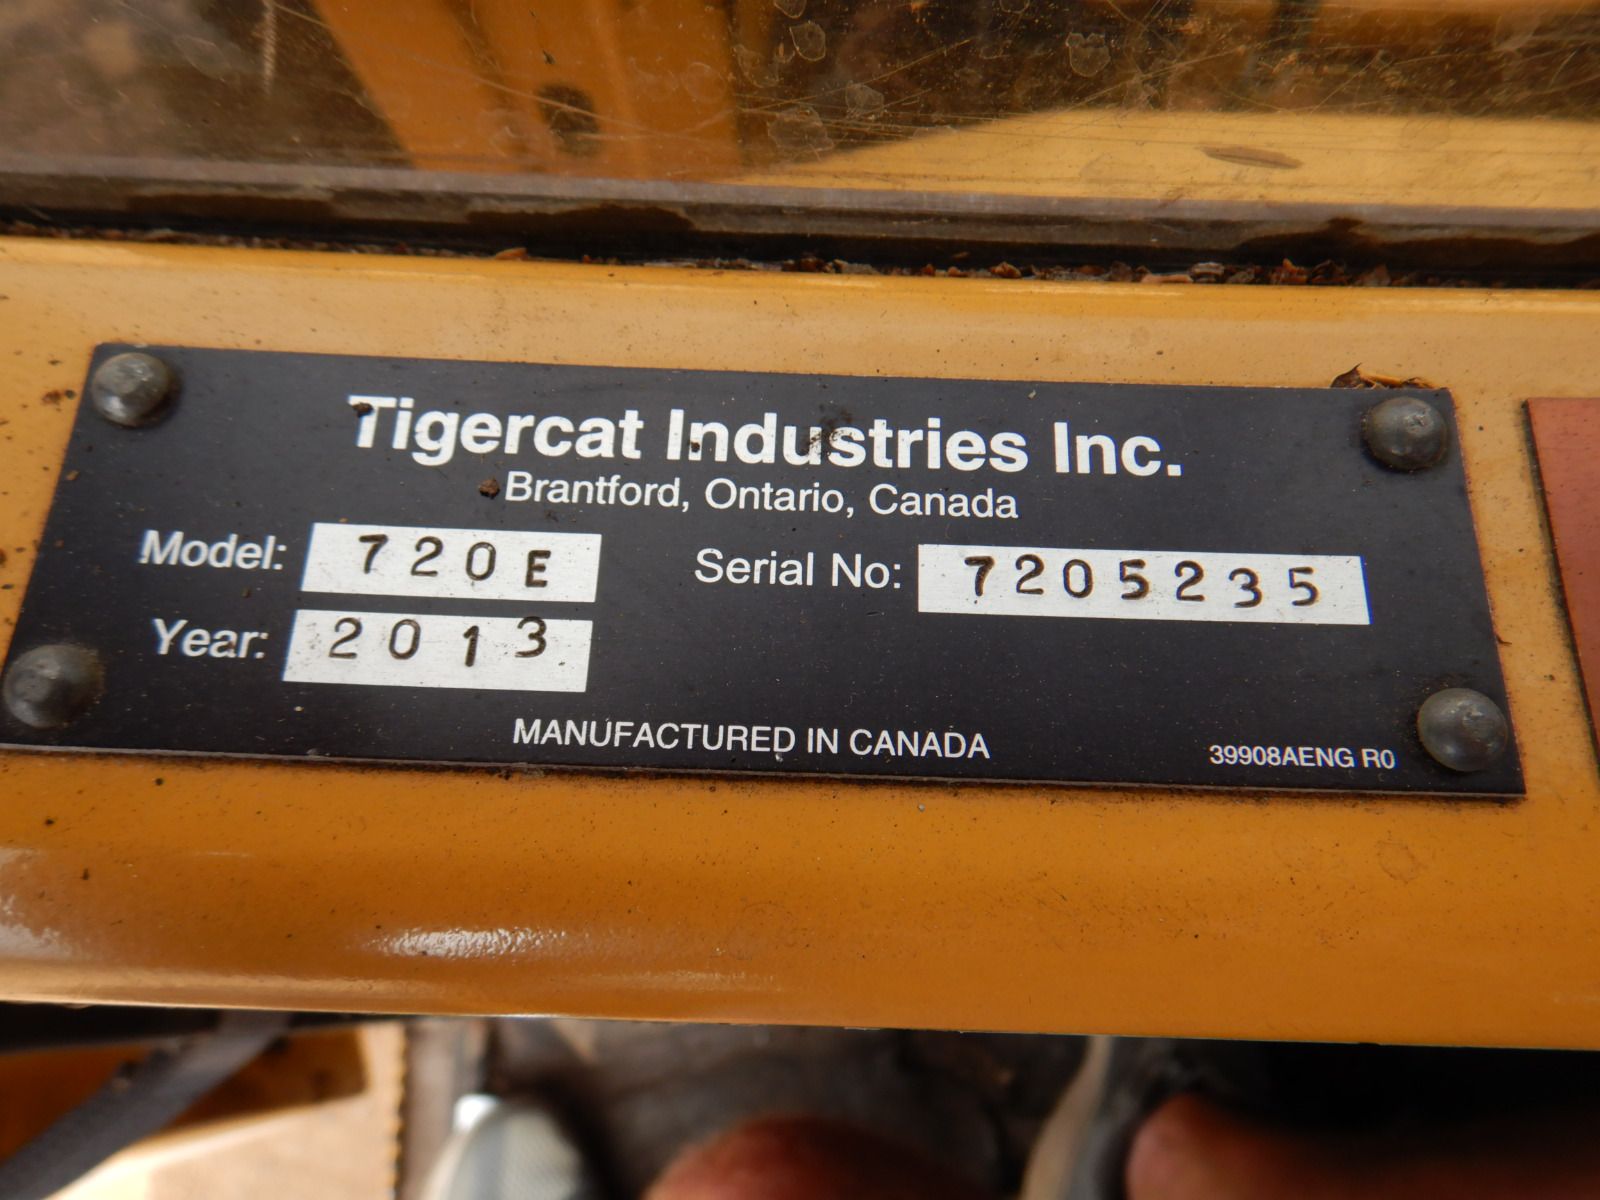 Tigercat Industries Inc.
Brantford, Ontario, Canada
Model: 720E Serial No: 7205235
Year: 2013
MANUFACTURED IN CANADA
39908AENG R0